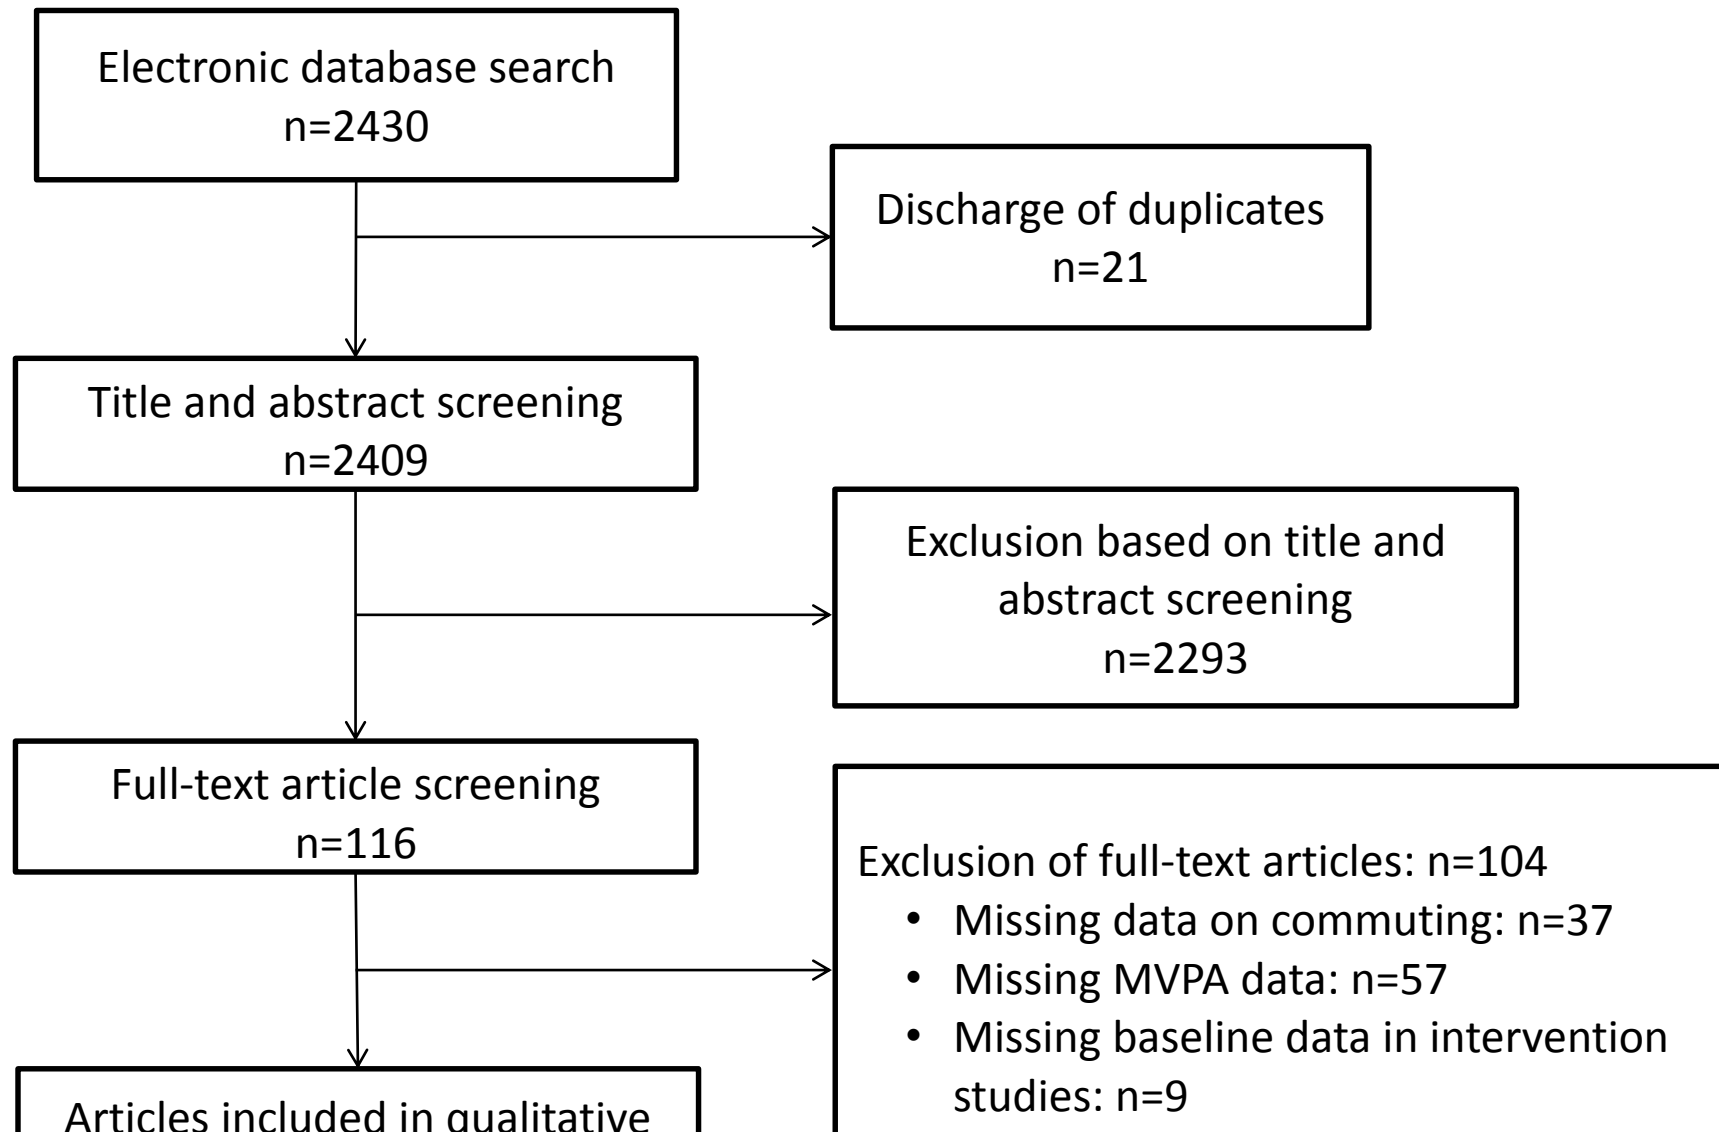 Electronic database search
n=2430
Discharge of duplicates
n=21
Title and abstract screening
n=2409
Exclusion based on title and
abstract screening
n=2293
Full-text article screening
n=116
Exclusion of full-text articles: n=104
• Missing data on commuting: n=37
• Missing MVPA data: n=57
• Missing baseline data in intervention
studies: n=9
Articles included in qualitative